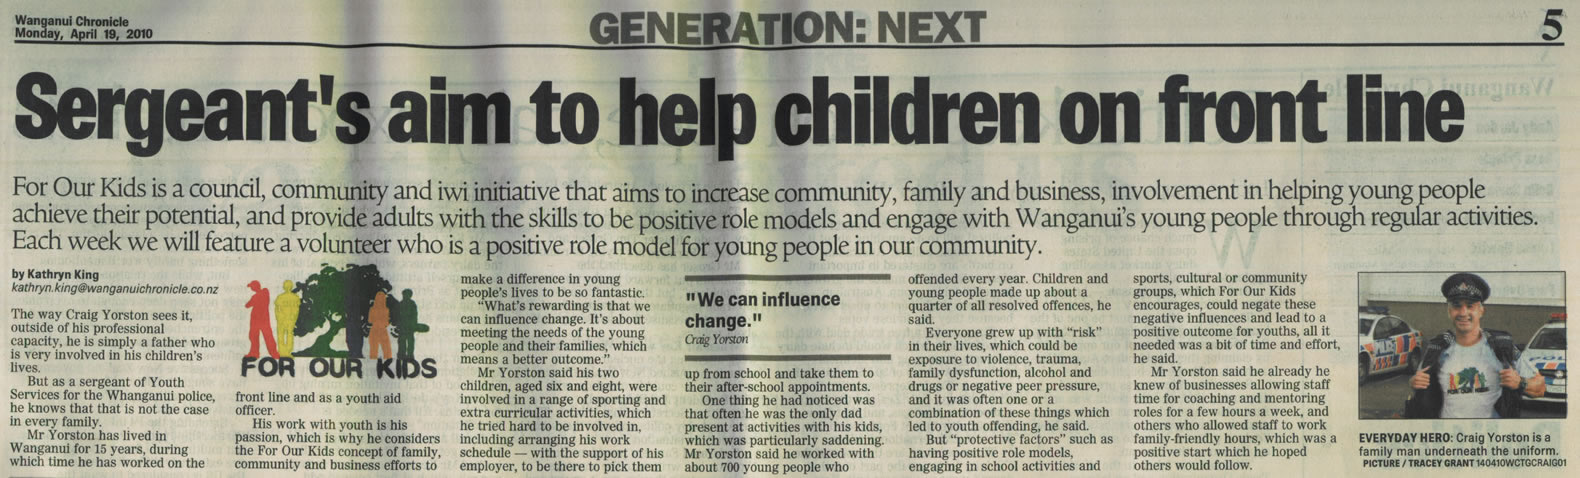 Wanganui Chronicle
Monday, April 19, 2010
GENERATION: NEXT
5
Sergeant's aim to help children on front line
For Our Kids is a council, community and iwi initiative that aims to increase community, family and business, involvement in helping young people
achieve their potential, and provide adults with the skills to be positive role models and engage with Wanganui's young people through regular activities.
Each week we will feature a volunteer who is a positive role model for young people in our community.
by Kathryn King
kathryn.king@wanganuichronicle.co.nz
The way Craig Yorston sees it,
outside of his professional
capacity, he is simply a father who
is very involved in his children's
lives.
But as a sergeant of Youth
Services for the Whanganui police,
he knows that that is not the case
in every family.
Mr Yorston has lived in
Wanganui for 15 years, during
which time he has worked on the
FOR OUR KIDS
front line and as a youth aid
officer.
His work with youth is his
passion, which is why he considers
the For Our Kids concept of family,
community and business efforts to
make a difference in young
people's lives to be so fantastic.
"What's rewarding is that we
can influence change. It's about
meeting the needs of the young
people and their families, which
means a better outcome."
Mr Yorston said his two
children, aged six and eight, were
involved in a range of sporting and
extra curricular activities, which
he tried hard to be involved in,
including arranging his work
schedule — with the support of his
employer, to be there to pick them
"We can influence
change."
Craig Yorston
up from school and take them to
their after-school appointments.
One thing he had noticed was
that often he was the only dad
present at activities with his kids,
which was particularly saddening.
Mr Yorston said he worked with
about 700 young people who
offended every year. Children and
young people made up about a
quarter of all resolved offences, he
said.
Everyone grew up with "risk"
in their lives, which could be
exposure to violence, trauma,
family dysfunction, alcohol and
drugs or negative peer pressure,
and it was often one or a
combination of these things which
led to youth offending, he said.
But "protective factors" such as
having positive role models,
engaging in school activities and
sports, cultural or community
groups, which For Our Kids
encourages, could negate these
negative influences and lead to a
positive outcome for youths, all it
needed was a bit of time and effort,
he said.
Mr Yorston said he already he
knew of businesses allowing staff
time for coaching and mentoring
roles for a few hours a week, and
others who allowed staff to work
family-friendly hours, which was a
positive start which he hoped
others would follow.
FOR OUR KIDS
EVERYDAY HERO: Craig Yorston is a
family man underneath the uniform.
PICTURE / TRACEY GRANT 140410WCTGCRAIG01